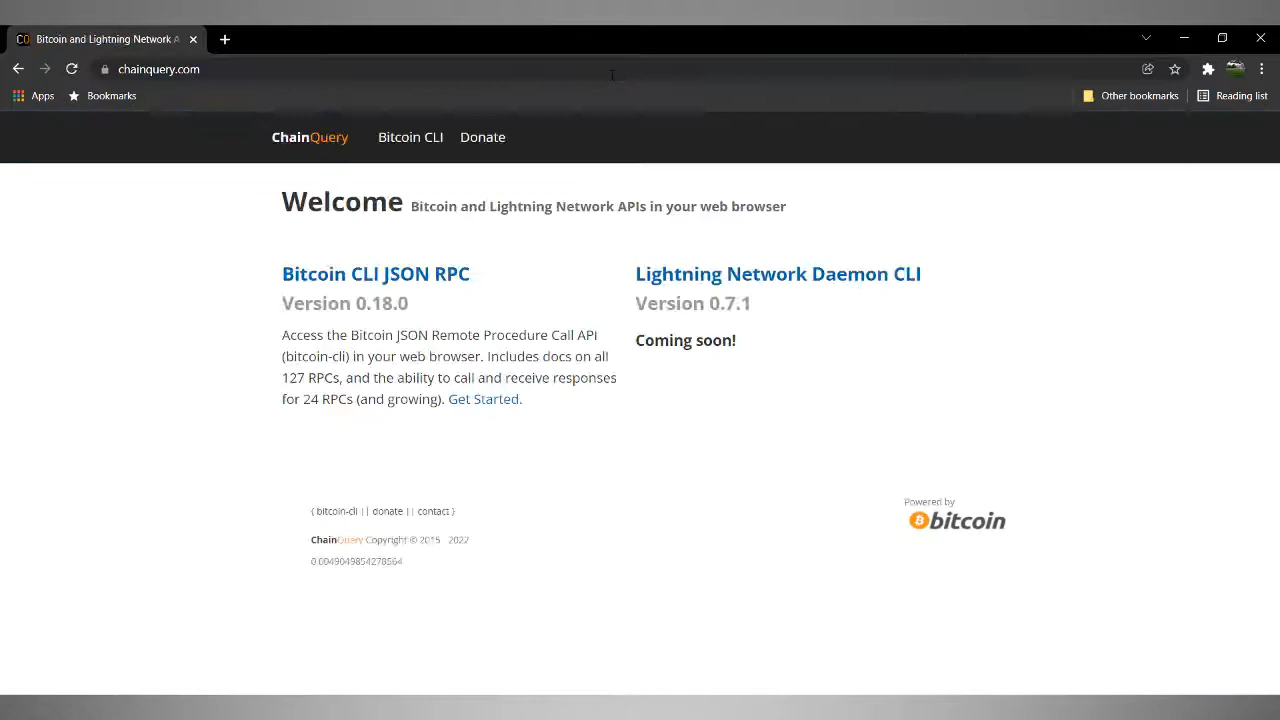 Bitcoin and Lightning Network A
chainquery.com
Apps
Bookmarks
Other bookmarks
Reading list
ChainQuery
Bitcoin CLI
Donate
Welcome Bitcoin and Lightning Network APIs in your web browser
Bitcoin CLI JSON RPC
Version 0.18.0
Access the Bitcoin JSON Remote Procedure Call API
(bitcoin-cli) in your web browser. Includes docs on all
127 RPCs, and the ability to call and receive responses
for 24 RPCs (and growing). Get Started.
Lightning Network Daemon CLI
Version 0.7.1
Coming soon!
{ bitcoin-cli || donate || contact }
ChainQuery Copyright © 2015 - 2022
0.0049049854278564
Powered by
bitcoin